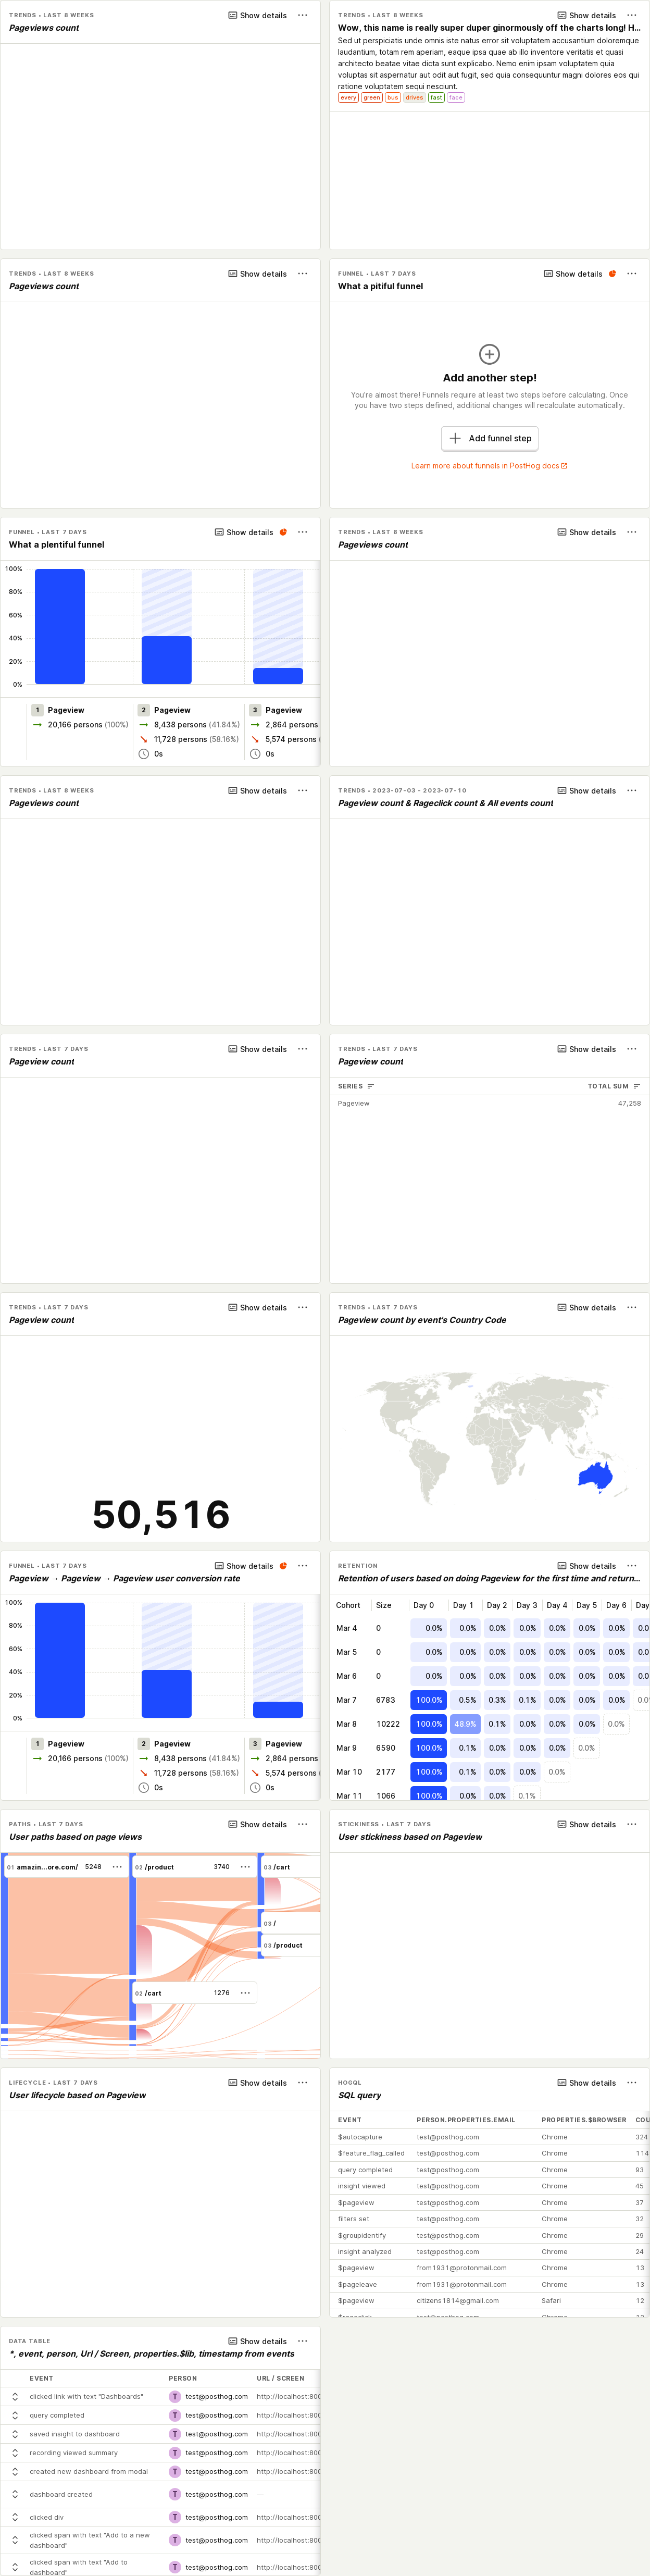 TRENDS • LAST 8 WEEKS
Show details
Pageviews count
TRENDS • LAST 8 WEEKS
Show details
Wow, this name is really super duper ginormously off the charts long! H...
Sed ut perspiciatis unde omnis iste natus error sit voluptatem accusantium doloremque
laudantium, totam rem aperiam, eaque ipsa quae ab illo inventore veritatis et quasi
architecto beatae vitae dicta sunt explicabo. Nemo enim ipsam voluptatem quia
voluptas sit aspernatur aut odit aut fugit, sed quia consequuntur magni dolores eos qui
ratione voluptatem sequi nesciunt.
every green bus drives fast face
TRENDS • LAST 8 WEEKS
Show details
Pageviews count
FUNNEL • LAST 7 DAYS
Show details
What a pitiful funnel
Add another step!
You're almost there! Funnels require at least two steps before calculating. Once
you have two steps defined, additional changes will recalculate automatically.
Add funnel step
Learn more about funnels in PostHog docs
FUNNEL • LAST 7 DAYS
Show details
What a plentiful funnel
100%
80%
60%
40%
20%
0%
1 Pageview
20,166 persons (100%)
2 Pageview
8,438 persons (41.84%)
11,728 persons (58.16%)
0s
3 Pageview
2,864 persons
5,574 persons (
0s
TRENDS • LAST 8 WEEKS
Show details
Pageviews count
TRENDS • LAST 8 WEEKS
Show details
Pageviews count
TRENDS • 2023-07-03 - 2023-07-10
Show details
Pageview count & Rageclick count & All events count
TRENDS • LAST 7 DAYS
Show details
Pageview count
TRENDS • LAST 7 DAYS
Show details
Pageview count
SERIES TOTAL SUM
Pageview 47,258
TRENDS • LAST 7 DAYS
Show details
Pageview count
50,516
TRENDS • LAST 7 DAYS
Show details
Pageview count by event's Country Code
FUNNEL • LAST 7 DAYS
Show details
Pageview → Pageview → Pageview user conversion rate
100%
80%
60%
40%
20%
0%
1 Pageview
20,166 persons (100%)
2 Pageview
8,438 persons (41.84%)
11,728 persons (58.16%)
0s
3 Pageview
2,864 persons
5,574 persons (
0s
RETENTION
Show details
Retention of users based on doing Pageview for the first time and return...
Cohort Size Day 0 Day 1 Day 2 Day 3 Day 4 Day 5 Day 6 Day
Mar 4 0 0.0% 0.0% 0.0% 0.0% 0.0% 0.0% 0.0% 0.0
Mar 5 0 0.0% 0.0% 0.0% 0.0% 0.0% 0.0% 0.0% 0.0
Mar 6 0 0.0% 0.0% 0.0% 0.0% 0.0% 0.0% 0.0% 0.0
Mar 7 6783 100.0% 0.5% 0.3% 0.1% 0.0% 0.0% 0.0% 0.0
Mar 8 10222 100.0% 48.9% 0.1% 0.0% 0.0% 0.0% 0.0%
Mar 9 6590 100.0% 0.1% 0.0% 0.0% 0.0% 0.0%
Mar 10 2177 100.0% 0.1% 0.0% 0.0% 0.0%
Mar 11 1066 100.0% 0.0% 0.0% 0.1%
PATHS • LAST 7 DAYS
Show details
User paths based on page views
01 amazin...ore.com/ 5248
02 /product 3740
03 /cart
03 /
03 /product
02 /cart 1276
STICKINESS • LAST 7 DAYS
Show details
User stickiness based on Pageview
LIFECYCLE • LAST 7 DAYS
Show details
User lifecycle based on Pageview
HOGQL
Show details
SQL query
EVENT PERSON.PROPERTIES.EMAIL PROPERTIES.$BROWSER COU
$autocapture test@posthog.com Chrome 324
$feature_flag_called test@posthog.com Chrome 114
query completed test@posthog.com Chrome 93
insight viewed test@posthog.com Chrome 45
$pageview test@posthog.com Chrome 37
filters set test@posthog.com Chrome 32
$groupidentify test@posthog.com Chrome 29
insight analyzed test@posthog.com Chrome 24
$pageview from1931@protonmail.com Chrome 13
$pageleave from1931@protonmail.com Chrome 13
$pageview citizens1814@gmail.com Safari 12
DATA TABLE
Show details
*, event, person, Url / Screen, properties.$lib, timestamp from events
EVENT PERSON URL / SCREEN
clicked link with text "Dashboards" T test@posthog.com http://localhost:800
query completed T test@posthog.com http://localhost:800
saved insight to dashboard T test@posthog.com http://localhost:800
recording viewed summary T test@posthog.com http://localhost:800
created new dashboard from modal T test@posthog.com http://localhost:800
dashboard created T test@posthog.com —
clicked div T test@posthog.com http://localhost:800
clicked span with text "Add to a new
dashboard" T test@posthog.com http://localhost:800
clicked span with text "Add to
dashboard" T test@posthog.com http://localhost:800